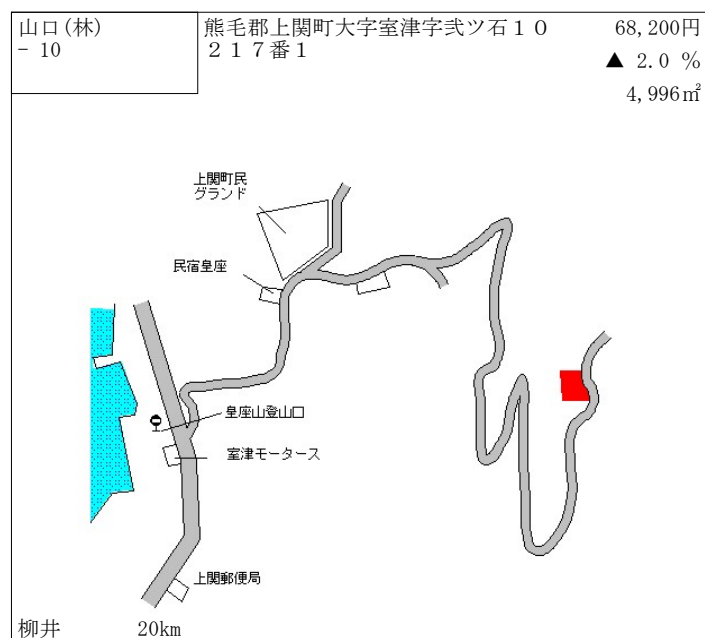 山口(林)
- 10
熊毛郡上関町大字室津字弐ツ石１０
２１７番１
68,200円
▲ 2.0 %
4,996㎡
上関町民
グランド
民宿皇座
皇座山登山口
室津モータース
上関郵便局
柳井 20km